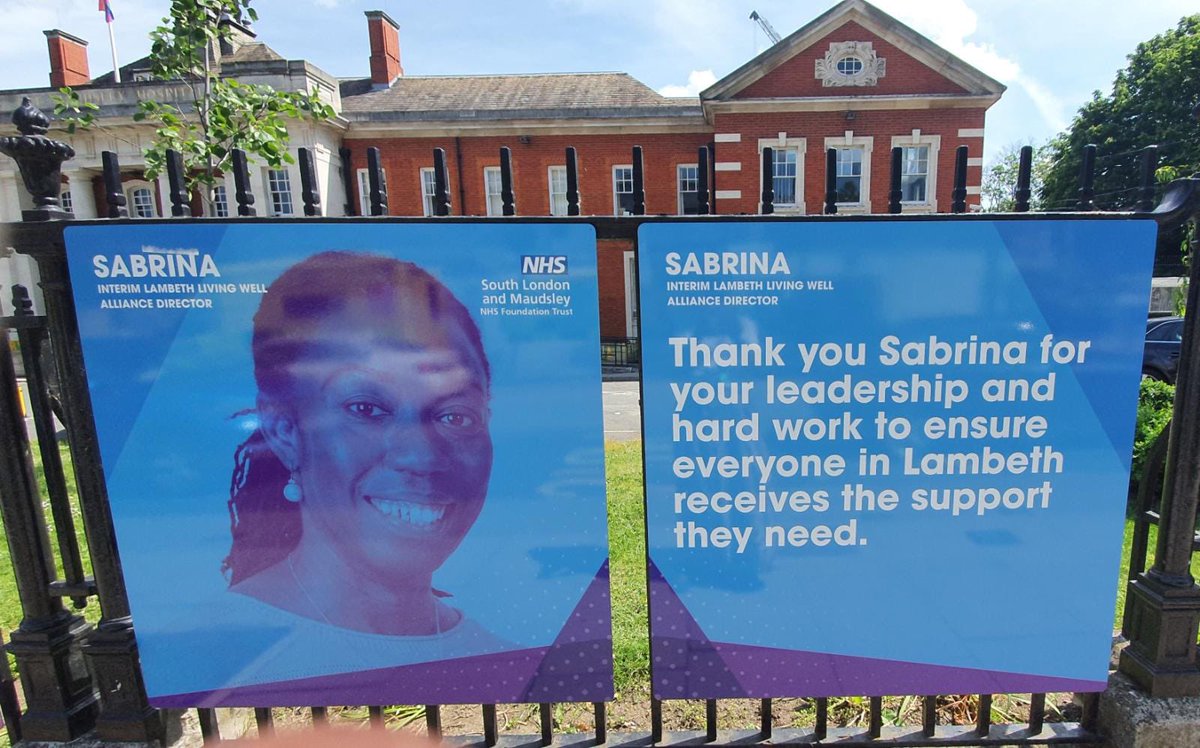 HOSPITAL
SABRINA
INTERIM LAMBETH LIVING WELL
ALLIANCE DIRECTOR
NHS
South London
and Maudsley
NHS Foundation Trust
SABRINA
INTERIM LAMBETH LIVING WELL
ALLIANCE DIRECTOR
Thank you Sabrina for
your leadership and
hard work to ensure
everyone in Lambeth
receives the support
they need.